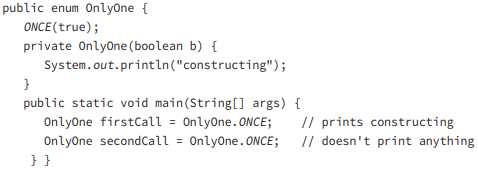 public enum OnlyOne {
ONCE(true);
private OnlyOne(boolean b) {
System.out.println("constructing");
}
public static void main(String[] args) {
OnlyOne firstCall = OnlyOne.ONCE; // prints constructing
OnlyOne secondCall = OnlyOne.ONCE; // doesn't print anything
} }